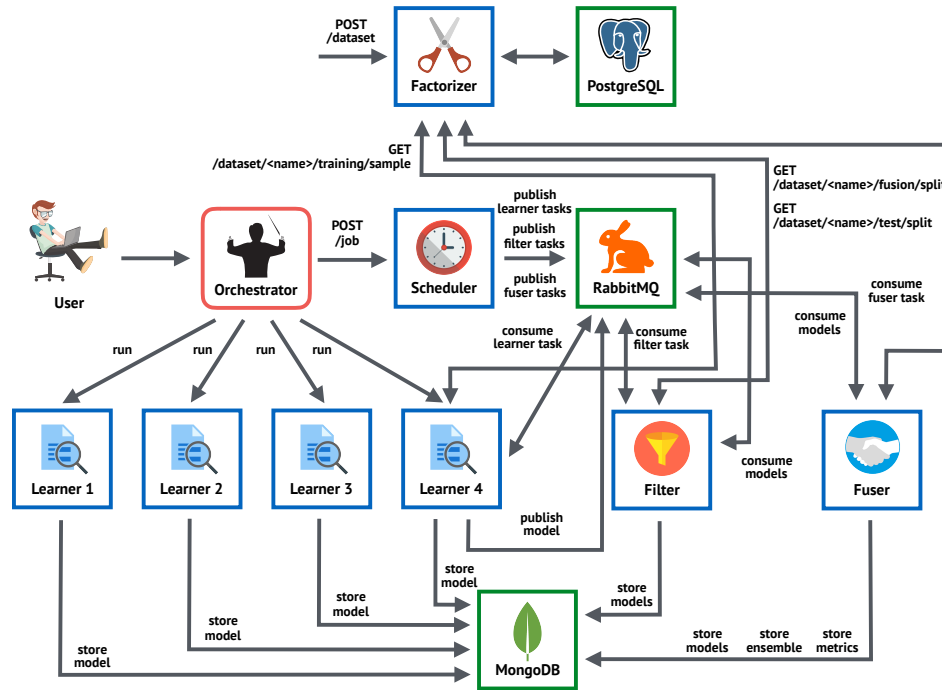 POST
/dataset
Factorizer
PostgreSQL
GET
/dataset/<name>/training/sample
GET
/dataset/<name>/fusion/split
GET
/dataset/<name>/test/split
User
Orchestrator
POST
/job
Scheduler
publish
learner tasks
publish
filter tasks
publish
fuser tasks
RabbitMQ
consume
fuser task
consume
models
consume
learner task
consume
filter task
run
run
run
run
Learner 1
Learner 2
Learner 3
Learner 4
Filter
consume
models
Fuser
publish
model
store
model
store
model
store
model
store
model
store
models
store
models
store
ensemble
store
metrics
MongoDB